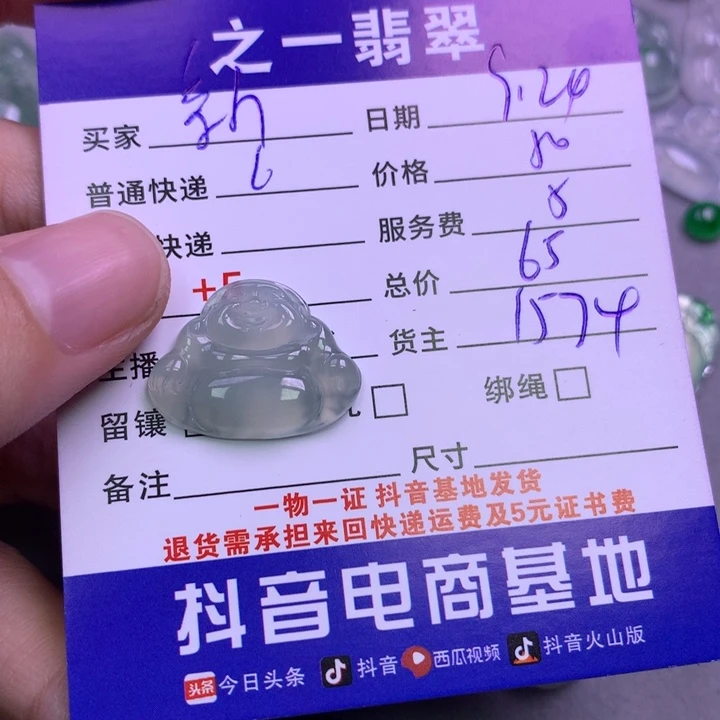 之一翡翠
买家 日期 5.24
普通快递 价格
快递 服务费
+5 总价 65
主播 货主 1574
留镶 绑绳
备注 尺寸
一物一证 抖音基地发货
退货需承担来回快递运费及5元证书费
抖音电商基地
头条 今日头条 抖音 西瓜视频 抖音火山版